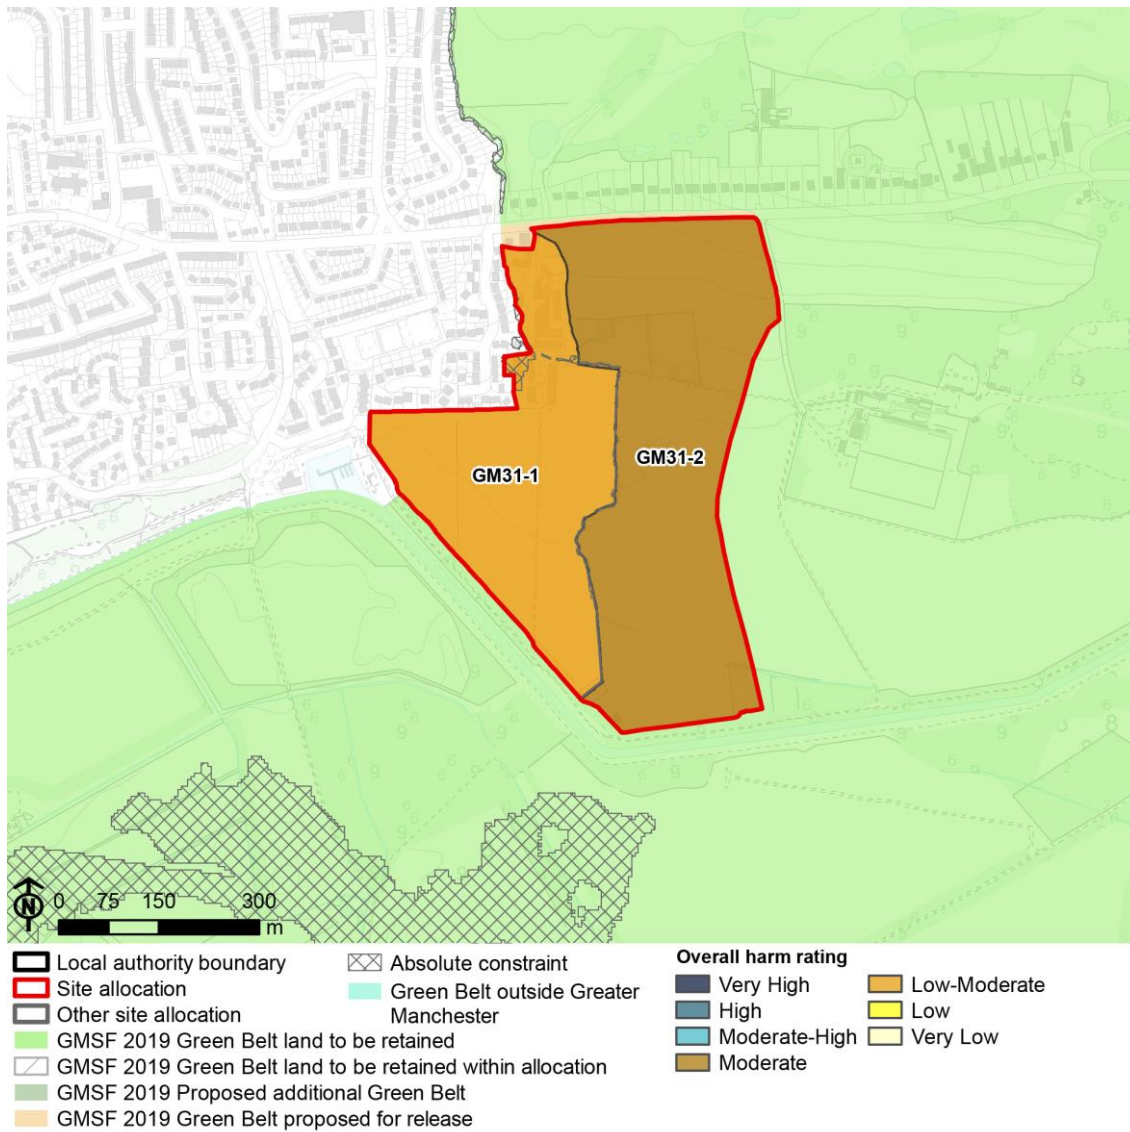 GM31-1
GM31-2
N
0 75 150 300
m
Local authority boundary
Site allocation
Other site allocation
GMSF 2019 Green Belt land to be retained
GMSF 2019 Green Belt land to be retained within allocation
GMSF 2019 Proposed additional Green Belt
GMSF 2019 Green Belt proposed for release
Absolute constraint
Green Belt outside Greater
Manchester
Overall harm rating
Very High
High
Moderate-High
Moderate
Low-Moderate
Low
Very Low